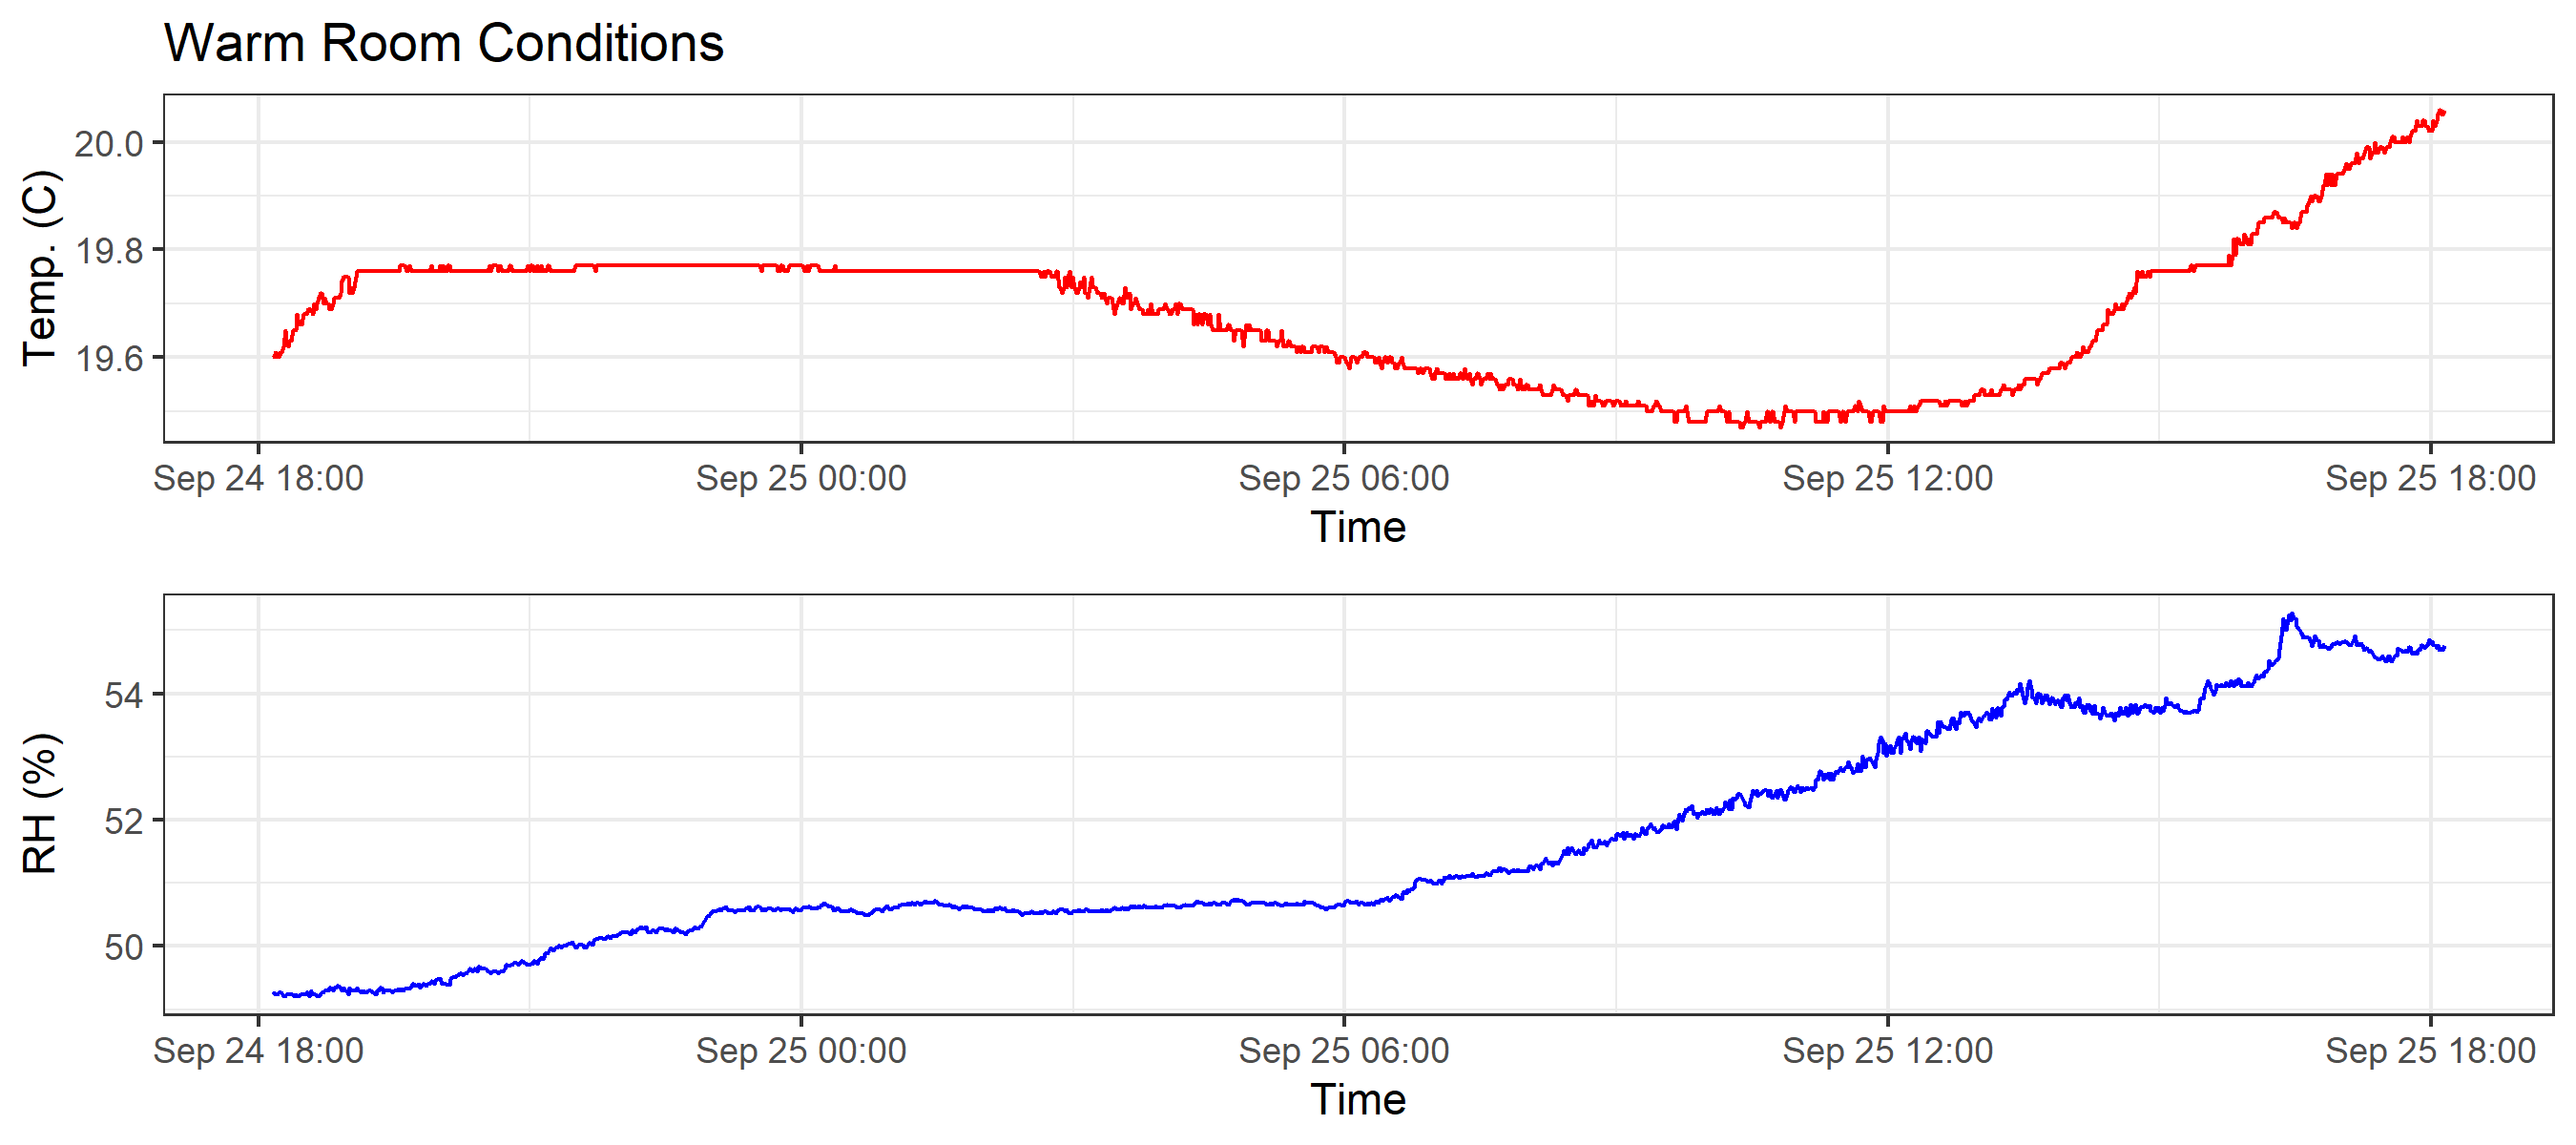 Warm Room Conditions
Temp. (C)
20.0
19.8
19.6
Sep 24 18:00 Sep 25 00:00 Sep 25 06:00 Sep 25 12:00 Sep 25 18:00
Time
RH (%)
54
52
50
Sep 24 18:00 Sep 25 00:00 Sep 25 06:00 Sep 25 12:00 Sep 25 18:00
Time